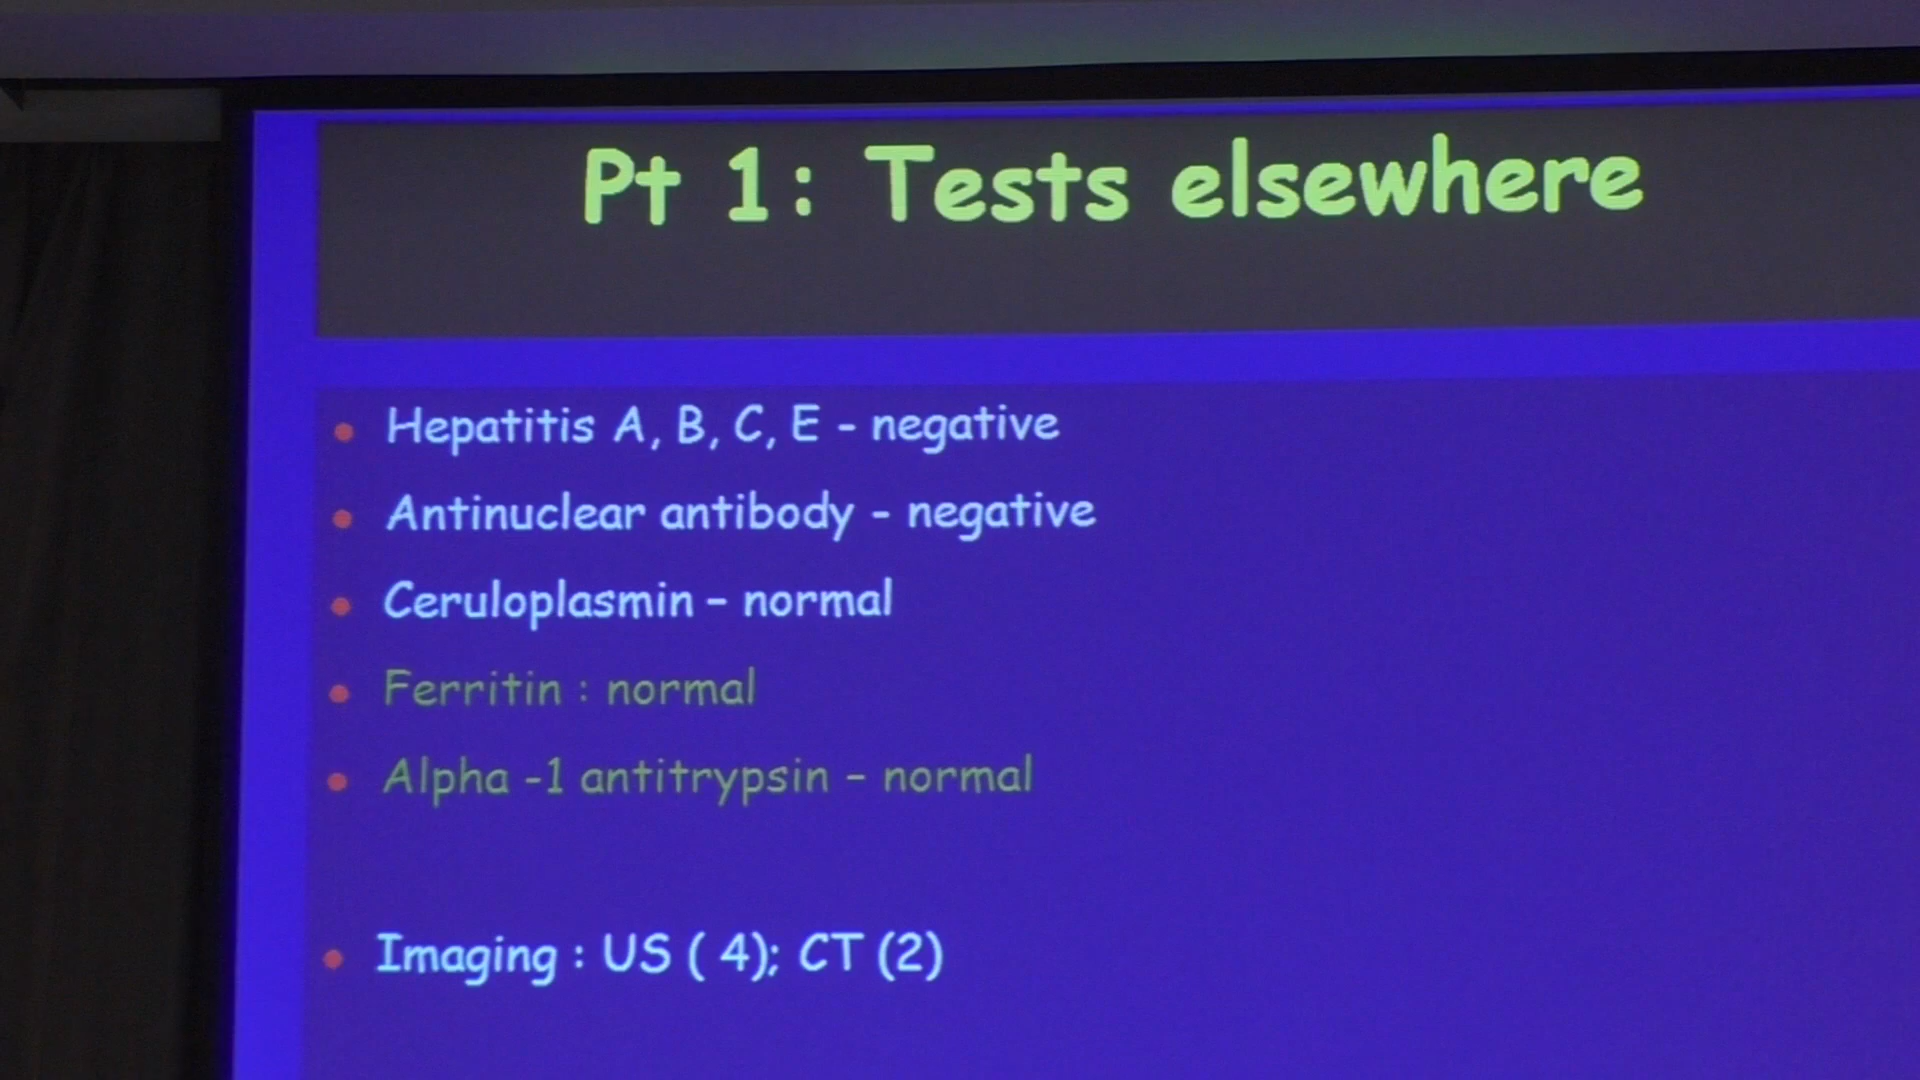 Pt 1: Tests elsewhere
Hepatitis A, B, C, E - negative
Antinuclear antibody - negative
Ceruloplasmin – normal
Ferritin : normal
Alpha -1 antitrypsin – normal
Imaging : US ( 4); CT (2)